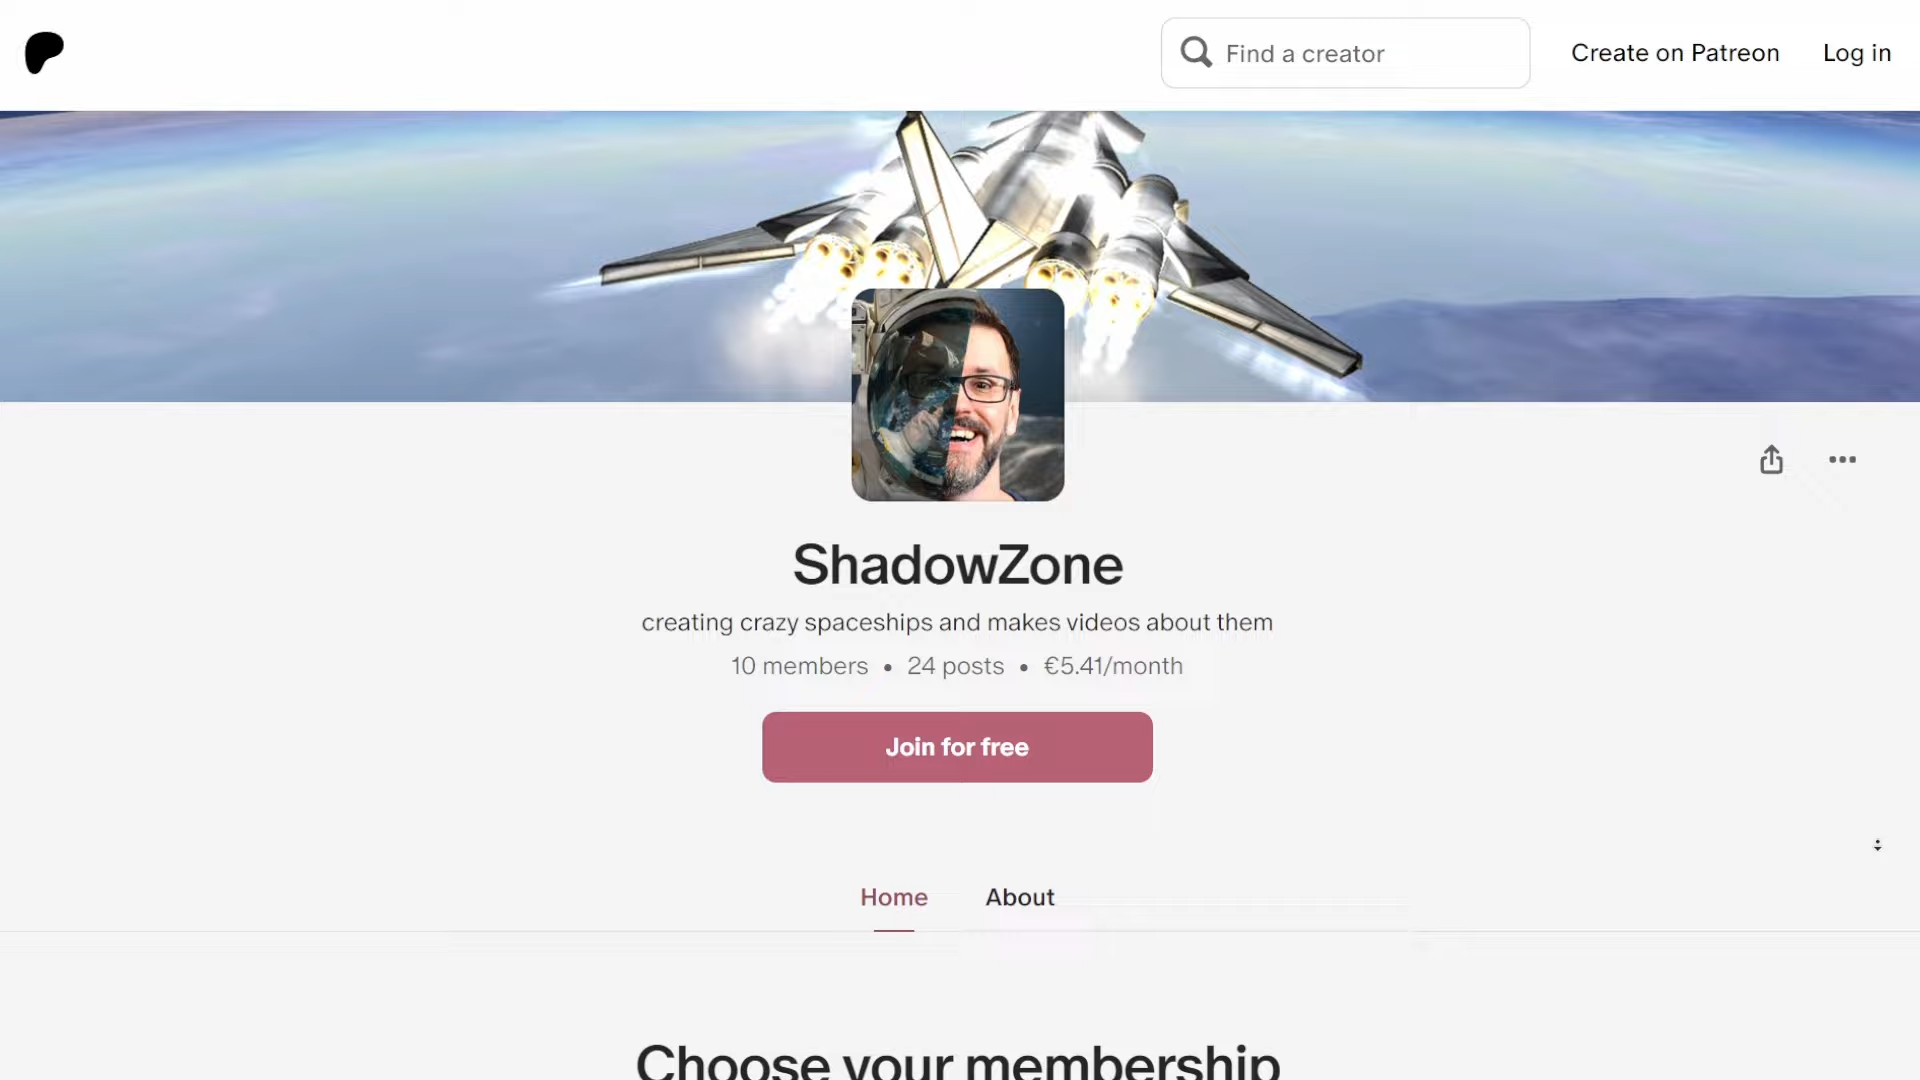 Find a creator
Create on Patreon
Log in
ShadowZone
creating crazy spaceships and makes videos about them
10 members • 24 posts • €5.41/month
Join for free
Home
About
Choose your membership